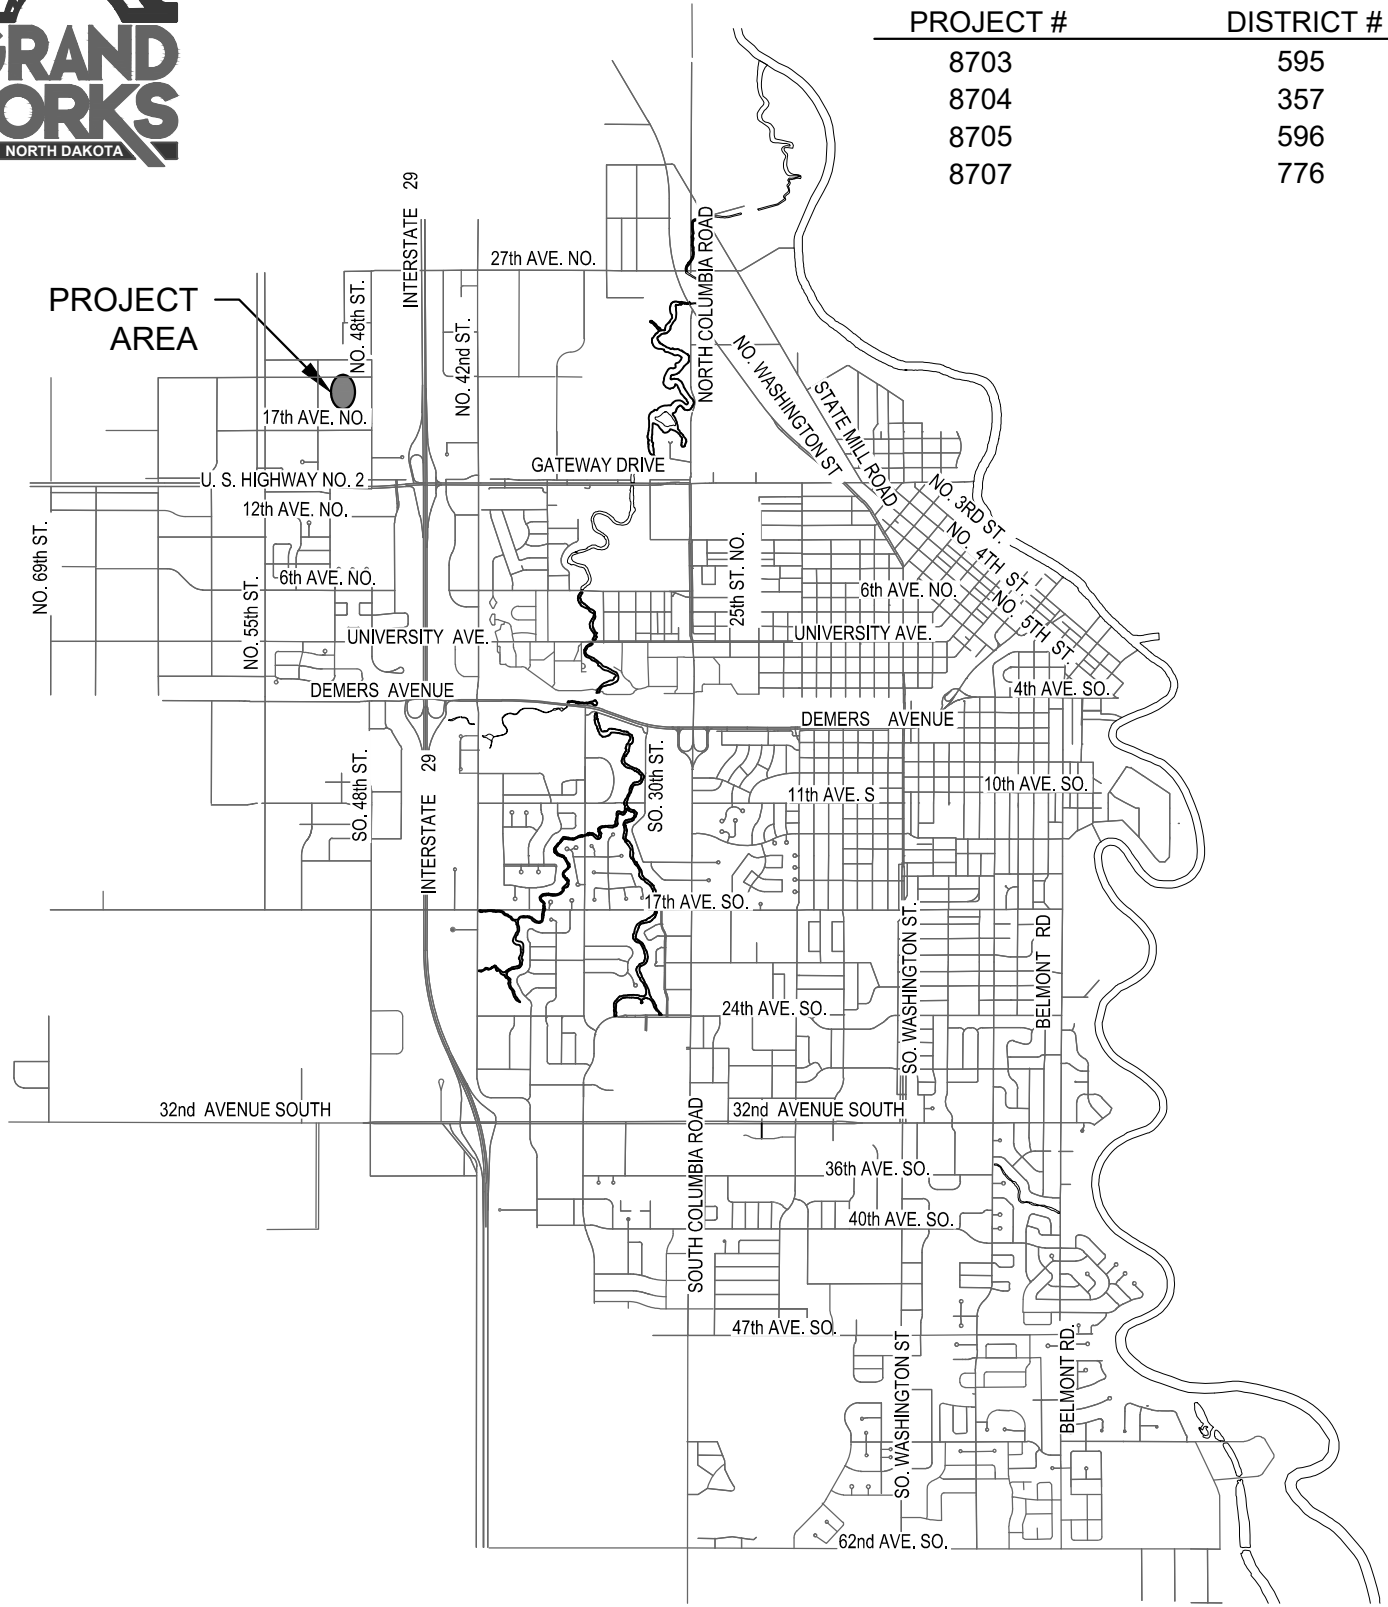 GRAND
FORKS
NORTH DAKOTA
PROJECT # DISTRICT #
8703 595
8704 357
8705 596
8707 776
INTERSTATE 29
27th AVE. NO.
NORTH COLUMBIA ROAD
PROJECT
AREA
NO. 48th ST.
NO. 42nd ST.
NO. WASHINGTON ST
STATE MILL ROAD
17th AVE. NO.
GATEWAY DRIVE
U. S. HIGHWAY NO. 2
12th AVE. NO.
NO. 3RD ST.
NO. 4TH ST.
NO. 5TH ST.
NO. 69th ST.
6th AVE. NO.
25th ST. NO.
6th AVE. NO.
NO. 55th ST.
UNIVERSITY AVE.
UNIVERSITY AVE.
DEMERS AVENUE
4th AVE. SO.
DEMERS AVENUE
SO. 48th ST.
INTERSTATE 29
SO. 30th ST.
11th AVE. S
10th AVE. SO.
17th AVE. SO.
SO. WASHINGTON ST.
BELMONT RD
24th AVE. SO.
32nd AVENUE SOUTH
32nd AVENUE SOUTH
SOUTH COLUMBIA ROAD
36th AVE. SO.
40th AVE. SO.
47th AVE. SO.
SO. WASHINGTON ST
BELMONT RD.
62nd AVE. SO.